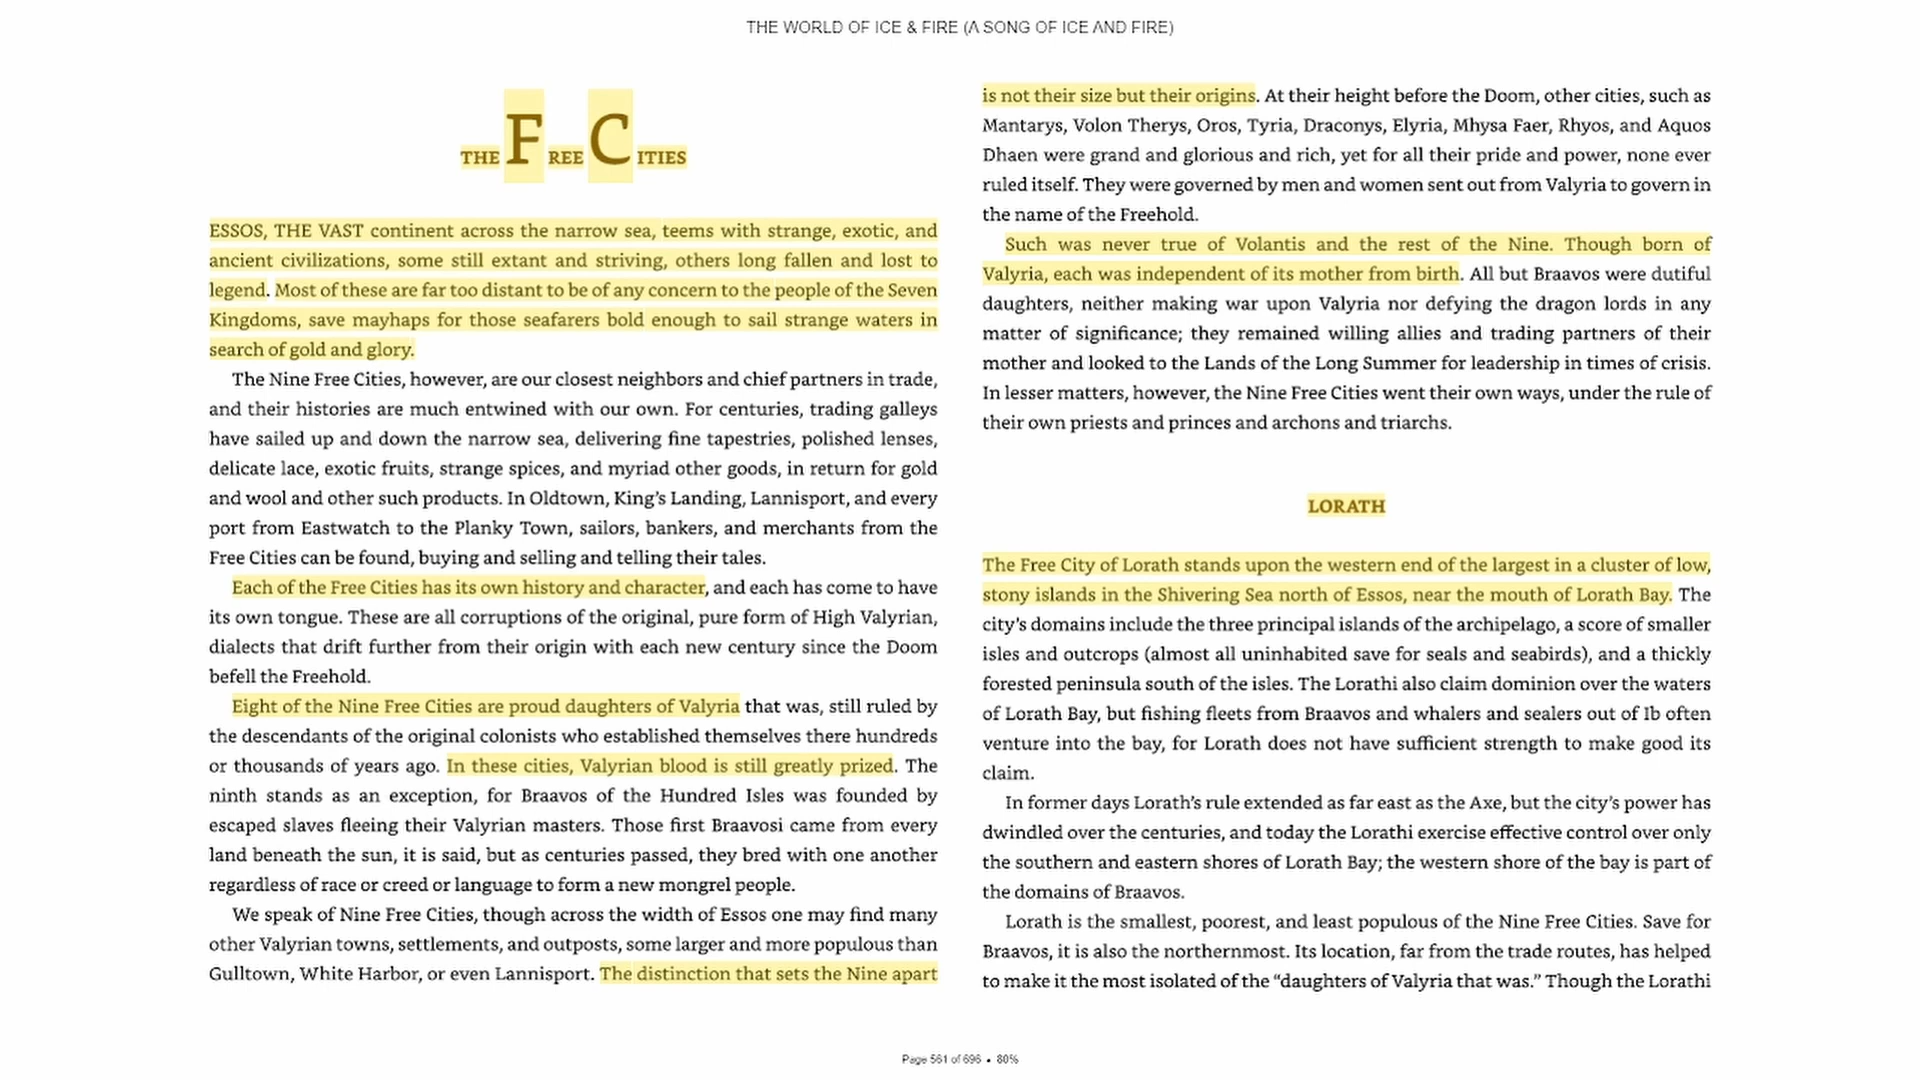 THE WORLD OF ICE & FIRE (A SONG OF ICE AND FIRE)
THE FREE CITIES
ESSOS, THE VAST continent across the narrow sea, teems with strange, exotic, and
ancient civilizations, some still extant and striving, others long fallen and lost to
legend. Most of these are far too distant to be of any concern to the people of the Seven
Kingdoms, save mayhaps for those seafarers bold enough to sail strange waters in
search of gold and glory.
The Nine Free Cities, however, are our closest neighbors and chief partners in trade,
and their histories are much entwined with our own. For centuries, trading galleys
have sailed up and down the narrow sea, delivering fine tapestries, polished lenses,
delicate lace, exotic fruits, strange spices, and myriad other goods, in return for gold
and wool and other such products. In Oldtown, King's Landing, Lannisport, and every
port from Eastwatch to the Planky Town, sailors, bankers, and merchants from the
Free Cities can be found, buying and selling and telling their tales.
Each of the Free Cities has its own history and character, and each has come to have
its own tongue. These are all corruptions of the original, pure form of High Valyrian,
dialects that drift further from their origin with each new century since the Doom
befell the Freehold.
Eight of the Nine Free Cities are proud daughters of Valyria that was, still ruled by
the descendants of the original colonists who established themselves there hundreds
or thousands of years ago. In these cities, Valyrian blood is still greatly prized. The
ninth stands as an exception, for Braavos of the Hundred Isles was founded by
escaped slaves fleeing their Valyrian masters. Those first Braavosi came from every
land beneath the sun, it is said, but as centuries passed, they bred with one another
regardless of race or creed or language to form a new mongrel people.
We speak of Nine Free Cities, though across the width of Essos one may find many
other Valyrian towns, settlements, and outposts, some larger and more populous than
Gulltown, White Harbor, or even Lannisport. The distinction that sets the Nine apart
is not their size but their origins. At their height before the Doom, other cities, such as
Mantarys, Volon Therys, Oros, Tyria, Draconys, Elyria, Mhysa Faer, Rhyos, and Aquos
Dhaen were grand and glorious and rich, yet for all their pride and power, none ever
ruled itself. They were governed by men and women sent out from Valyria to govern in
the name of the Freehold.
Such was never true of Volantis and the rest of the Nine. Though born of
Valyria, each was independent of its mother from birth. All but Braavos were dutiful
daughters, neither making war upon Valyria nor defying the dragon lords in any
matter of significance; they remained willing allies and trading partners of their
mother and looked to the Lands of the Long Summer for leadership in times of crisis.
In lesser matters, however, the Nine Free Cities went their own ways, under the rule of
their own priests and princes and archons and triarchs.
LORATH
The Free City of Lorath stands upon the western end of the largest in a cluster of low,
stony islands in the Shivering Sea north of Essos, near the mouth of Lorath Bay. The
city's domains include the three principal islands of the archipelago, a score of smaller
isles and outcrops (almost all uninhabited save for seals and seabirds), and a thickly
forested peninsula south of the isles. The Lorathi also claim dominion over the waters
of Lorath Bay, but fishing fleets from Braavos and whalers and sealers out of Ib often
venture into the bay, for Lorath does not have sufficient strength to make good its
claim.
In former days Lorath's rule extended as far east as the Axe, but the city's power has
dwindled over the centuries, and today the Lorathi exercise effective control over only
the southern and eastern shores of Lorath Bay; the western shore of the bay is part of
the domains of Braavos.
Lorath is the smallest, poorest, and least populous of the Nine Free Cities. Save for
Braavos, it is also the northernmost. Its location, far from the trade routes, has helped
to make it the most isolated of the “daughters of Valyria that was.” Though the Lorathi
Page 561 of 696 • 80%